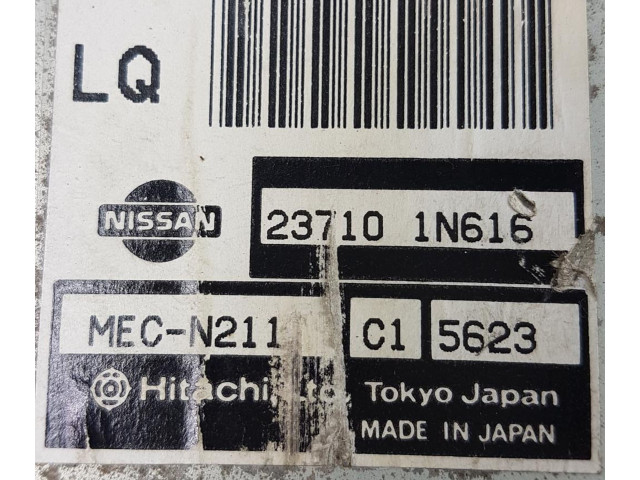 LQ
NISSAN 23710 1N616
MEC-N211 C1 5623
Hitachi, Ltd. Tokyo Japan
MADE IN JAPAN